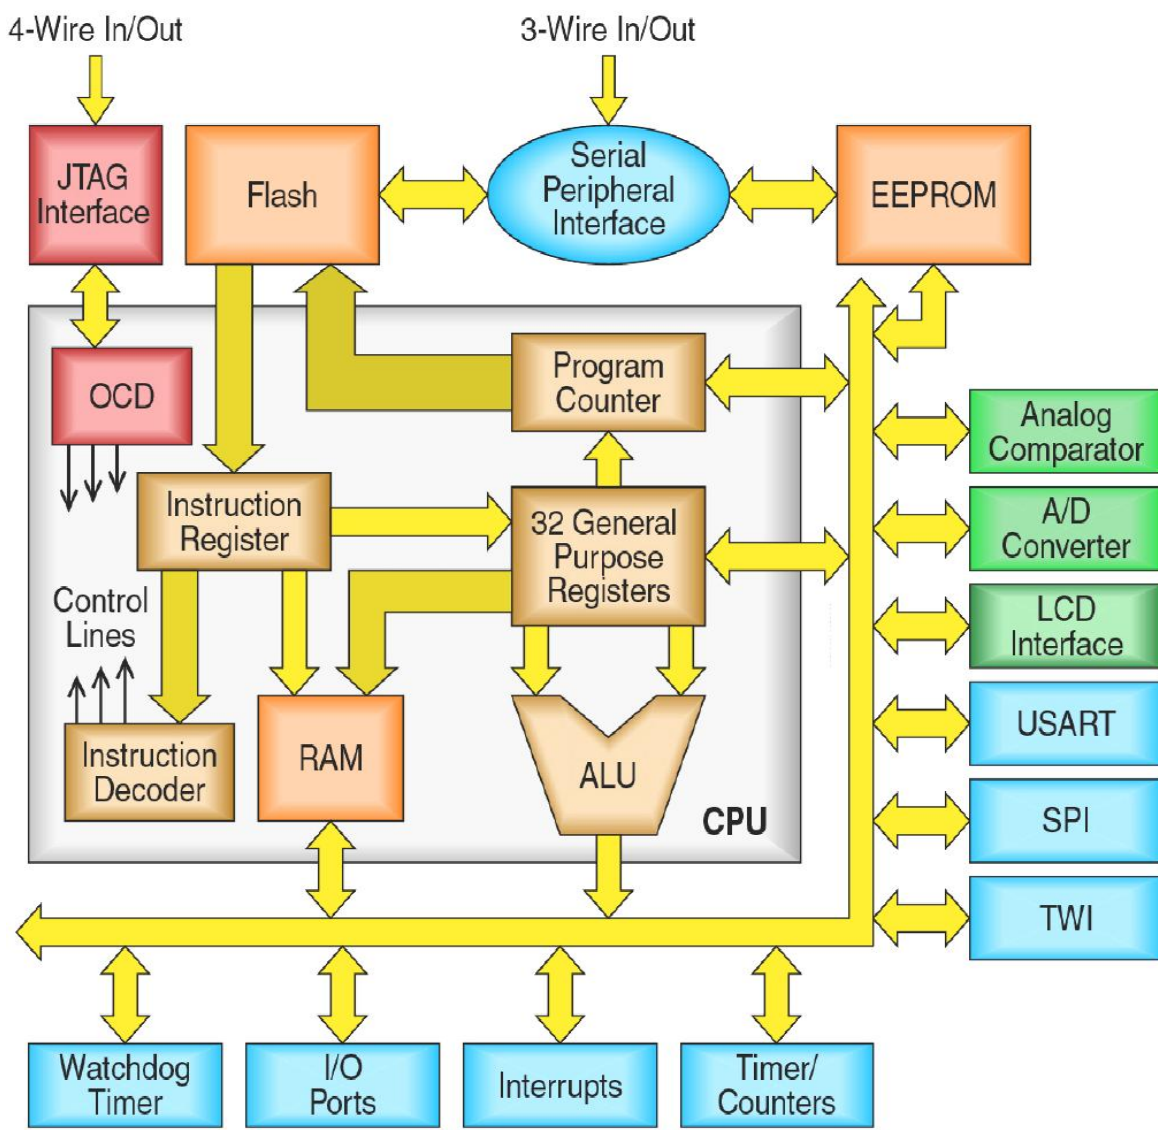 4-Wire In/Out
3-Wire In/Out
JTAG
Interface
Flash
Serial
Peripheral
Interface
EEPROM
OCD
Program
Counter
Analog
Comparator
Instruction
Register
32 General
Purpose
Registers
A/D
Converter
Control
Lines
LCD
Interface
Instruction
Decoder
RAM
ALU
CPU
USART
SPI
TWI
Watchdog
Timer
I/O
Ports
Interrupts
Timer/
Counters